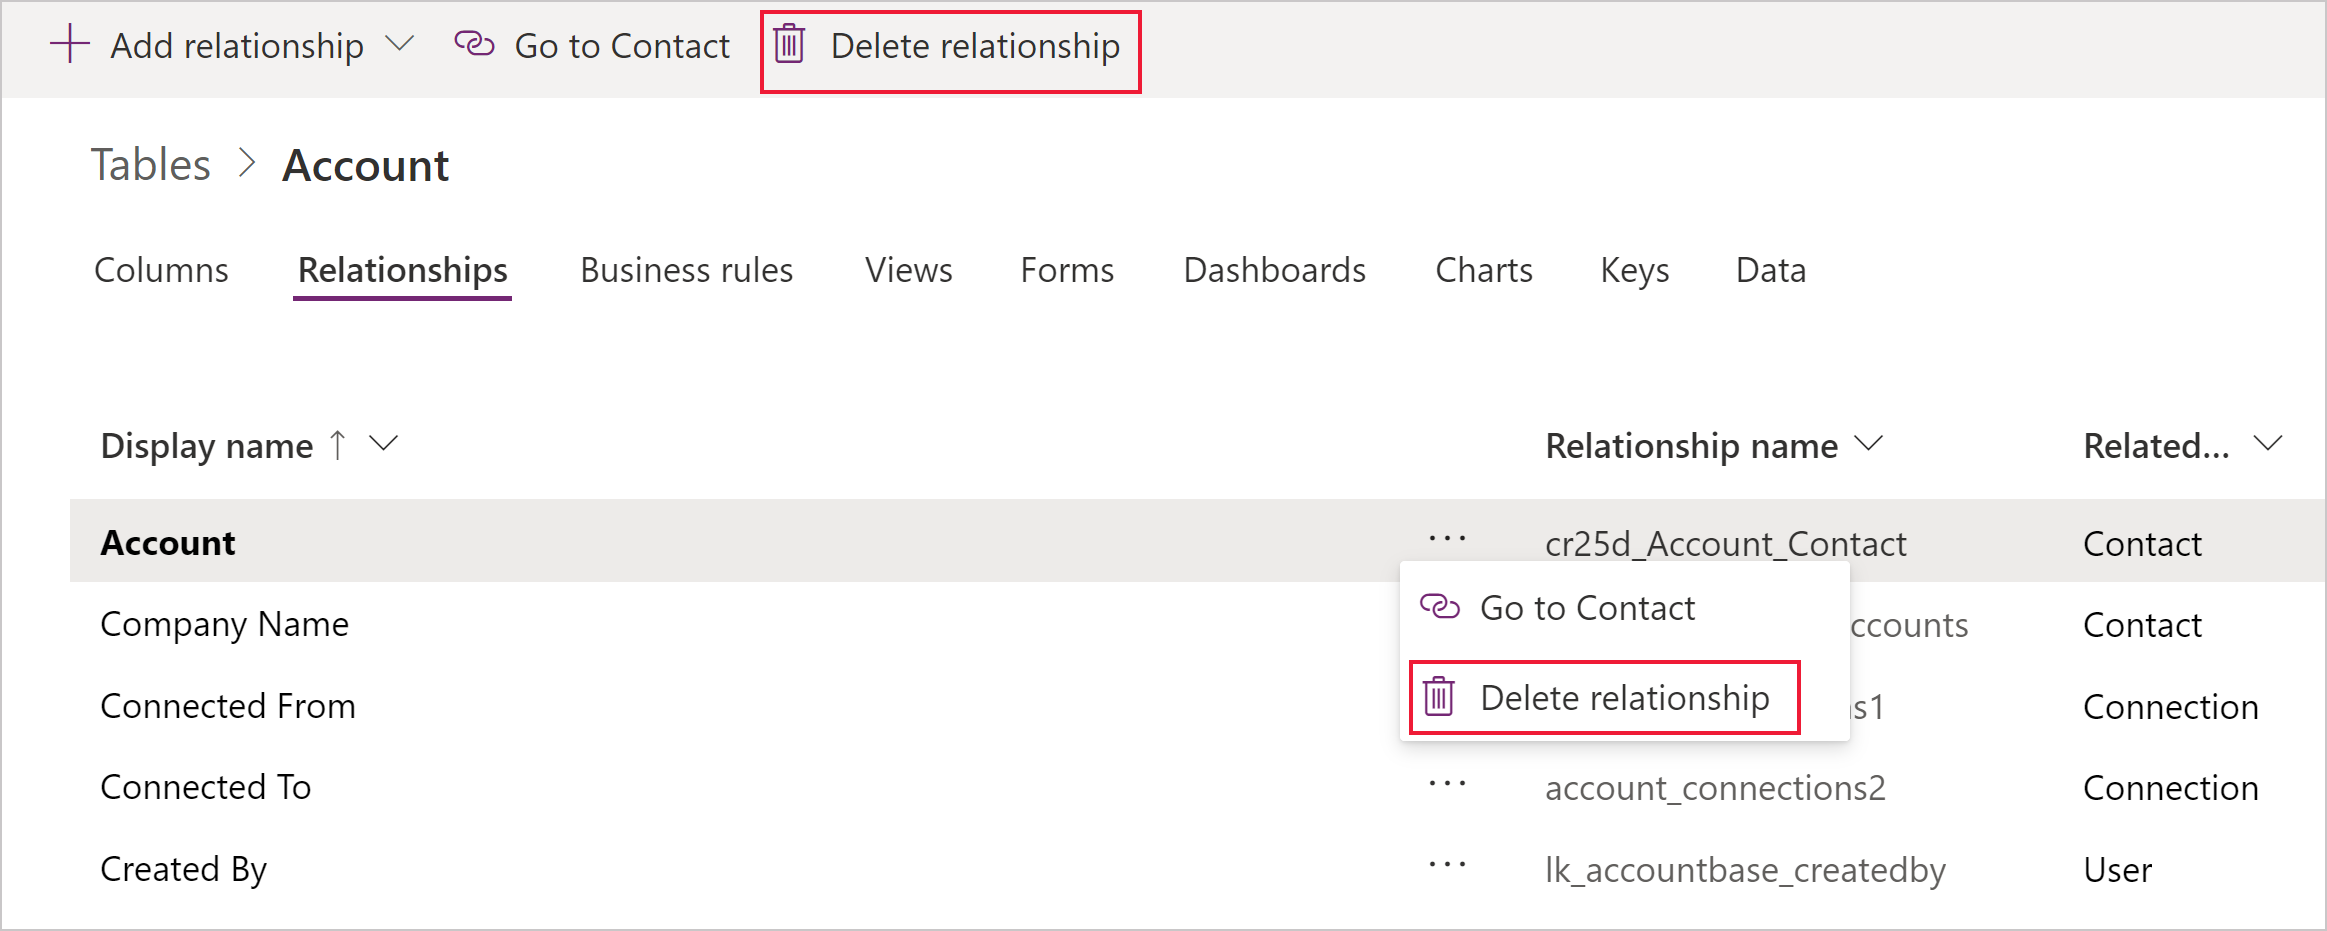 Add relationship Go to Contact Delete relationship
Tables > Account
Columns Relationships Business rules Views Forms Dashboards Charts Keys Data
Display name ↑ Relationship name Related...
Account ... cr25d_Account_Contact Contact
Go to Contact
Company Name ccounts Contact
Delete relationship
Connected From s1 Connection
Connected To ... account_connections2 Connection
Created By ... lk_accountbase_createdby User